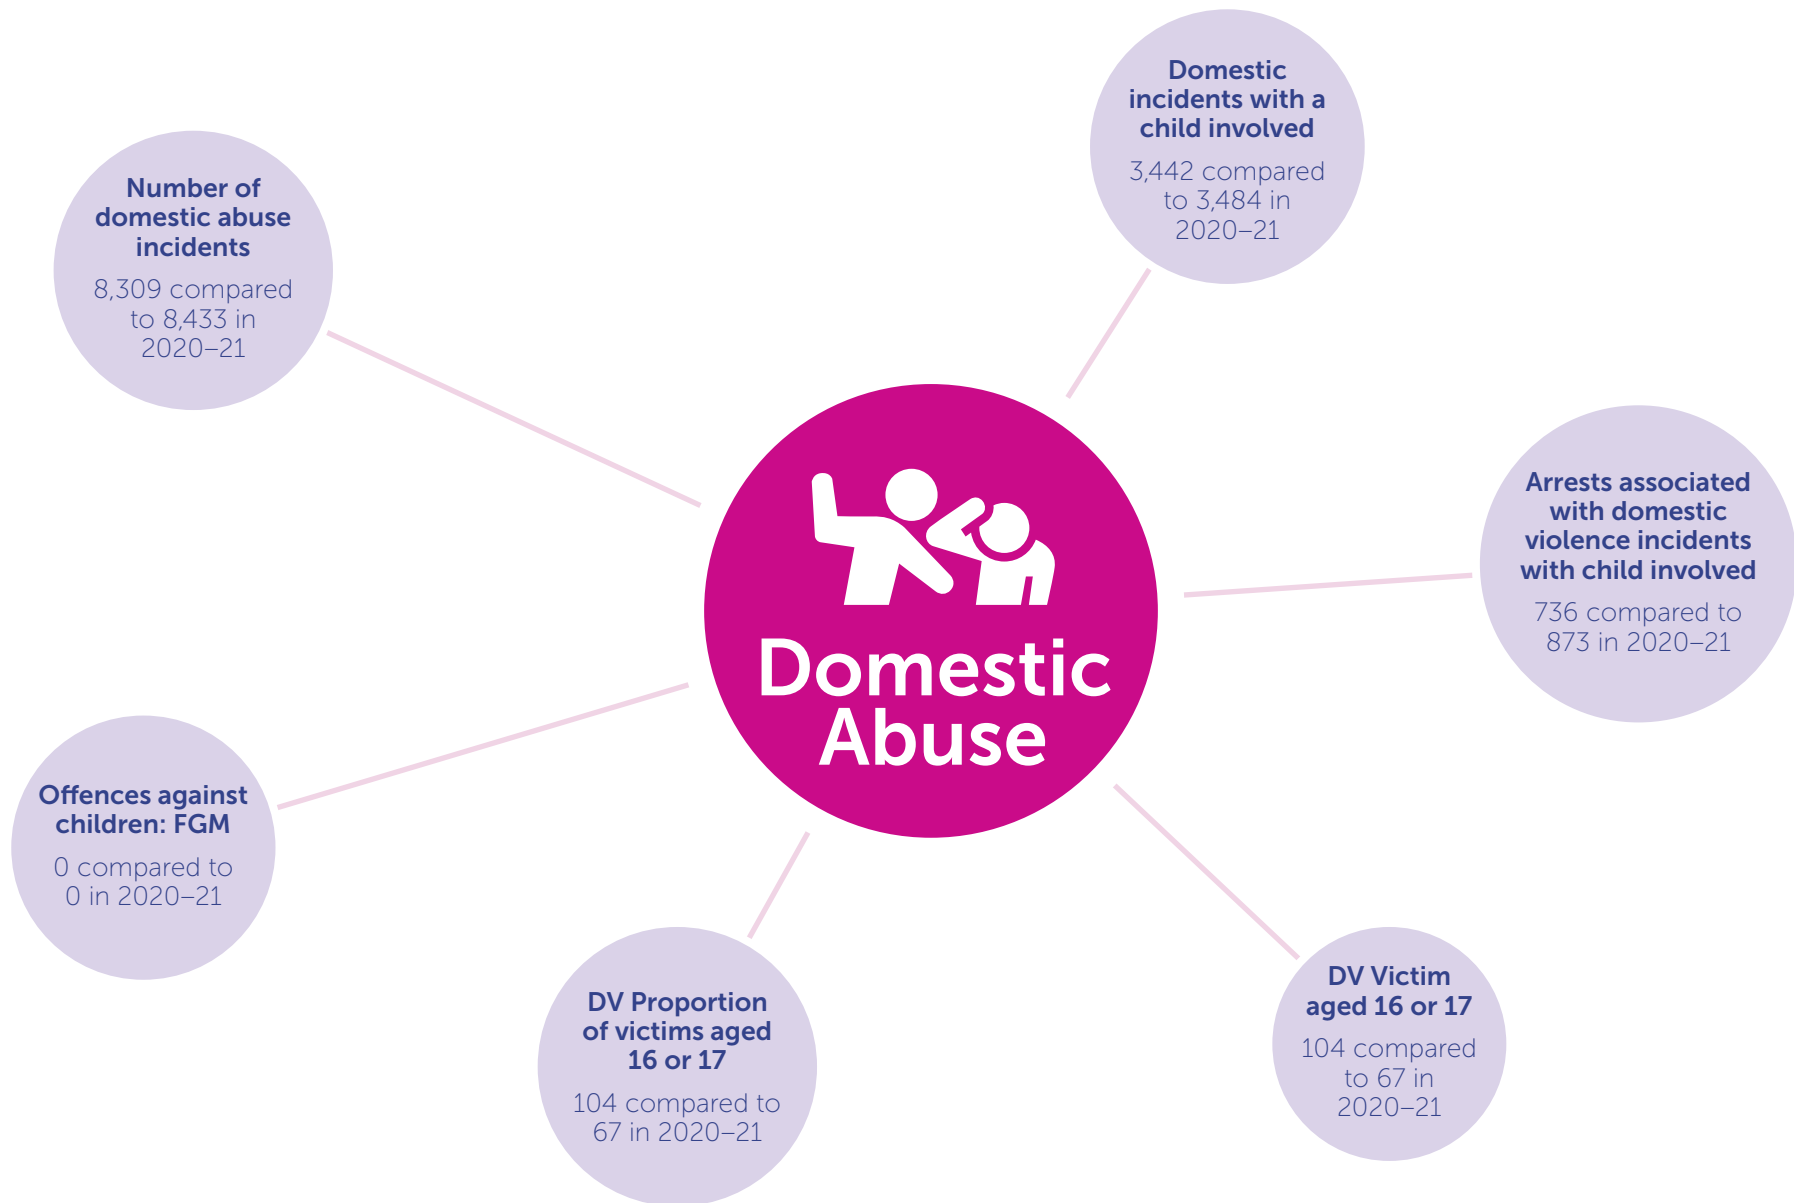 Domestic
incidents with a
child involved
3,442 compared
to 3,484 in
2020–21
Number of
domestic abuse
incidents
8,309 compared
to 8,433 in
2020–21
Arrests associated
with domestic
violence incidents
with child involved
736 compared to
873 in 2020–21
Domestic
Abuse
Offences against
children: FGM
0 compared to
0 in 2020–21
DV Proportion
of victims aged
16 or 17
104 compared to
67 in 2020–21
DV Victim
aged 16 or 17
104 compared
to 67 in
2020–21